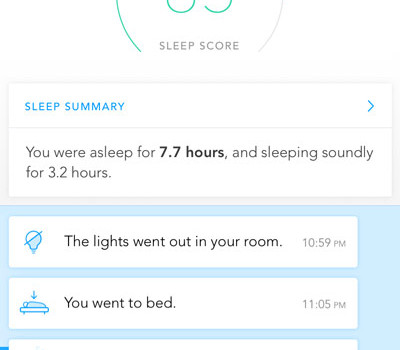 SLEEP SCORE
SLEEP SUMMARY
You were asleep for 7.7 hours, and sleeping soundly
for 3.2 hours.
The lights went out in your room. 10:59 PM
You went to bed. 11:05 PM